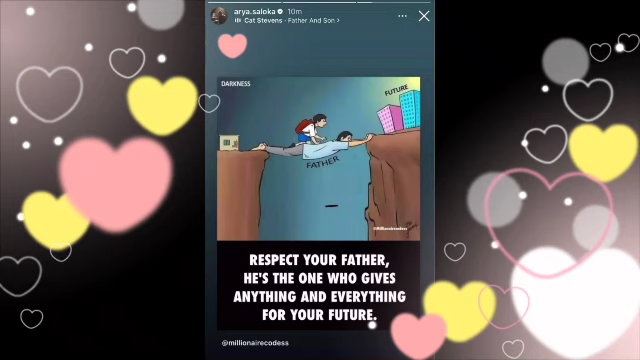 arya.saloka 10m
Cat Stevens · Father And Son >
DARKNESS
FUTURE
FATHER
@Millionairecodess
RESPECT YOUR FATHER,
HE'S THE ONE WHO GIVES
ANYTHING AND EVERYTHING
FOR YOUR FUTURE.
@millionairecodess